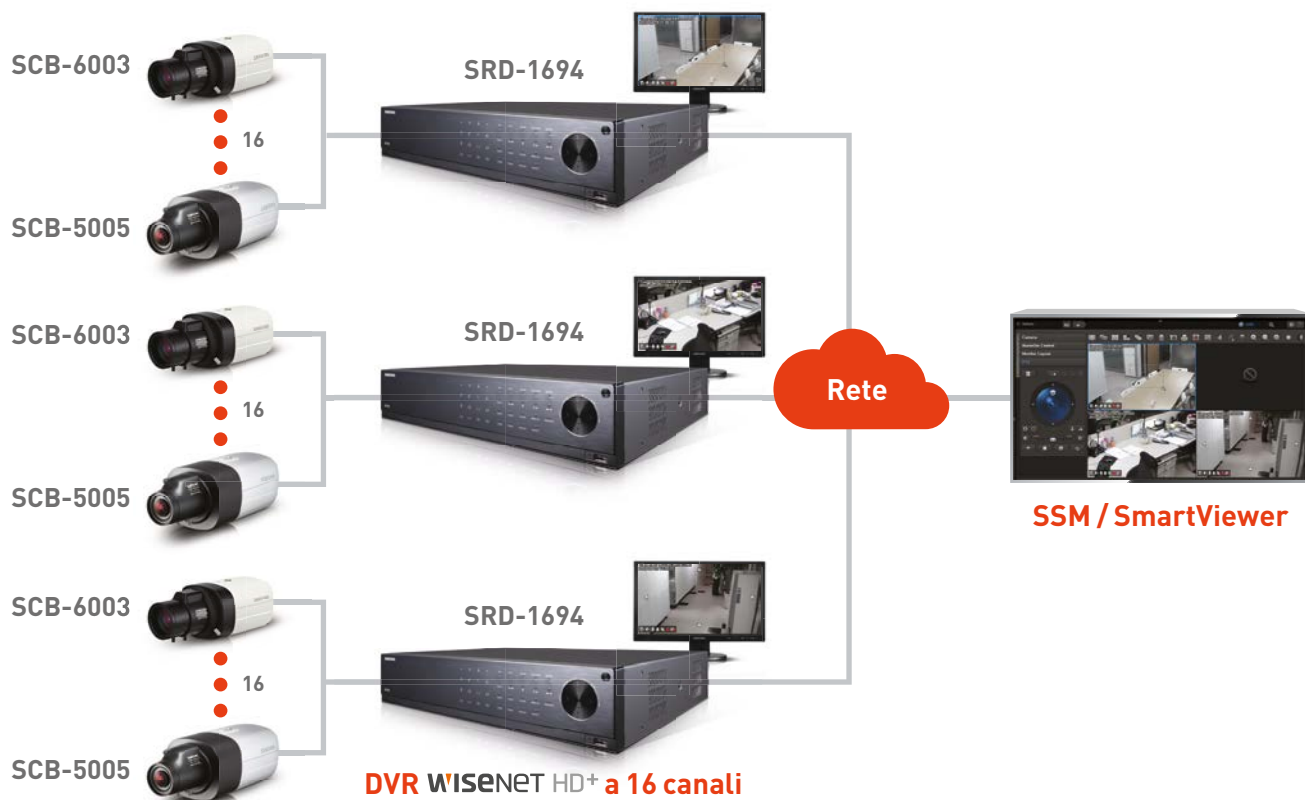 SCB-6003
16
SCB-5005
SRD-1694
SCB-6003
16
SCB-5005
SRD-1694
SCB-6003
16
SCB-5005
SRD-1694
DVR WISENET HD+ a 16 canali
Rete
SSM / SmartViewer